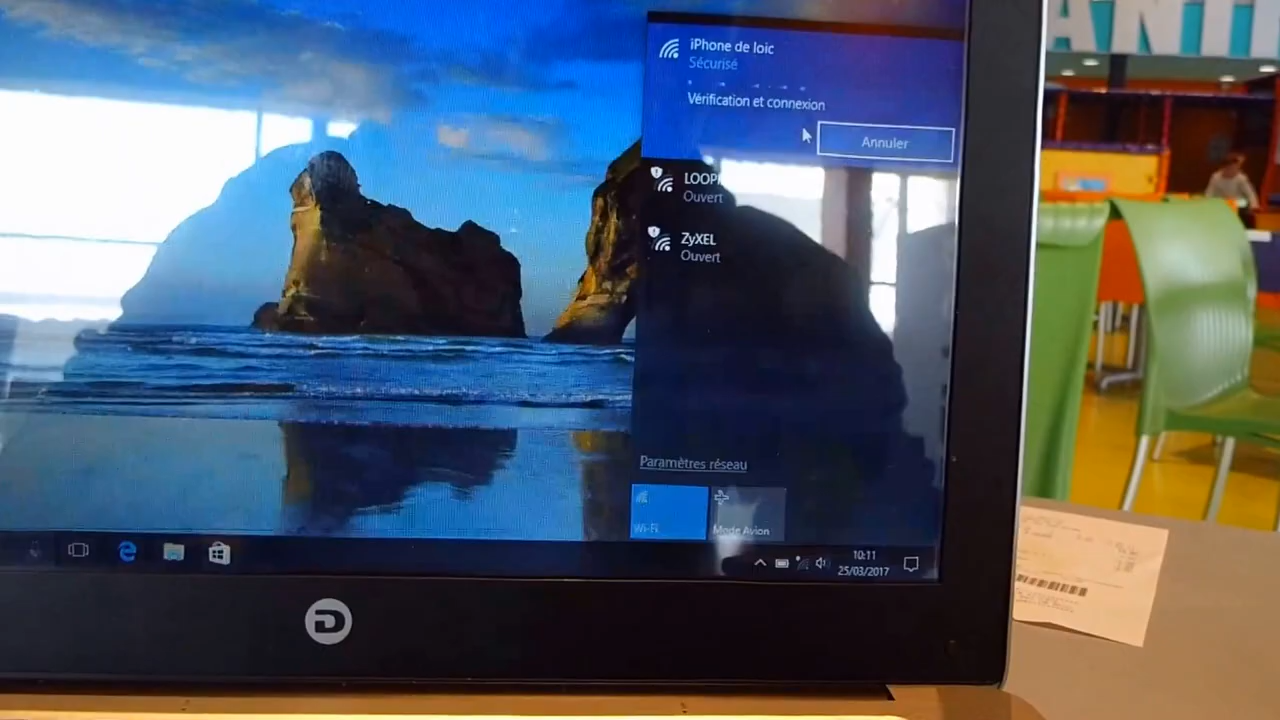 iPhone de loic
Sécurisé
Vérification et connexion
Annuler
Ouvert
ZyXEL
Ouvert
Paramètres réseau
Wi-Fi
Mode Avion
10:11
25/03/2017
D